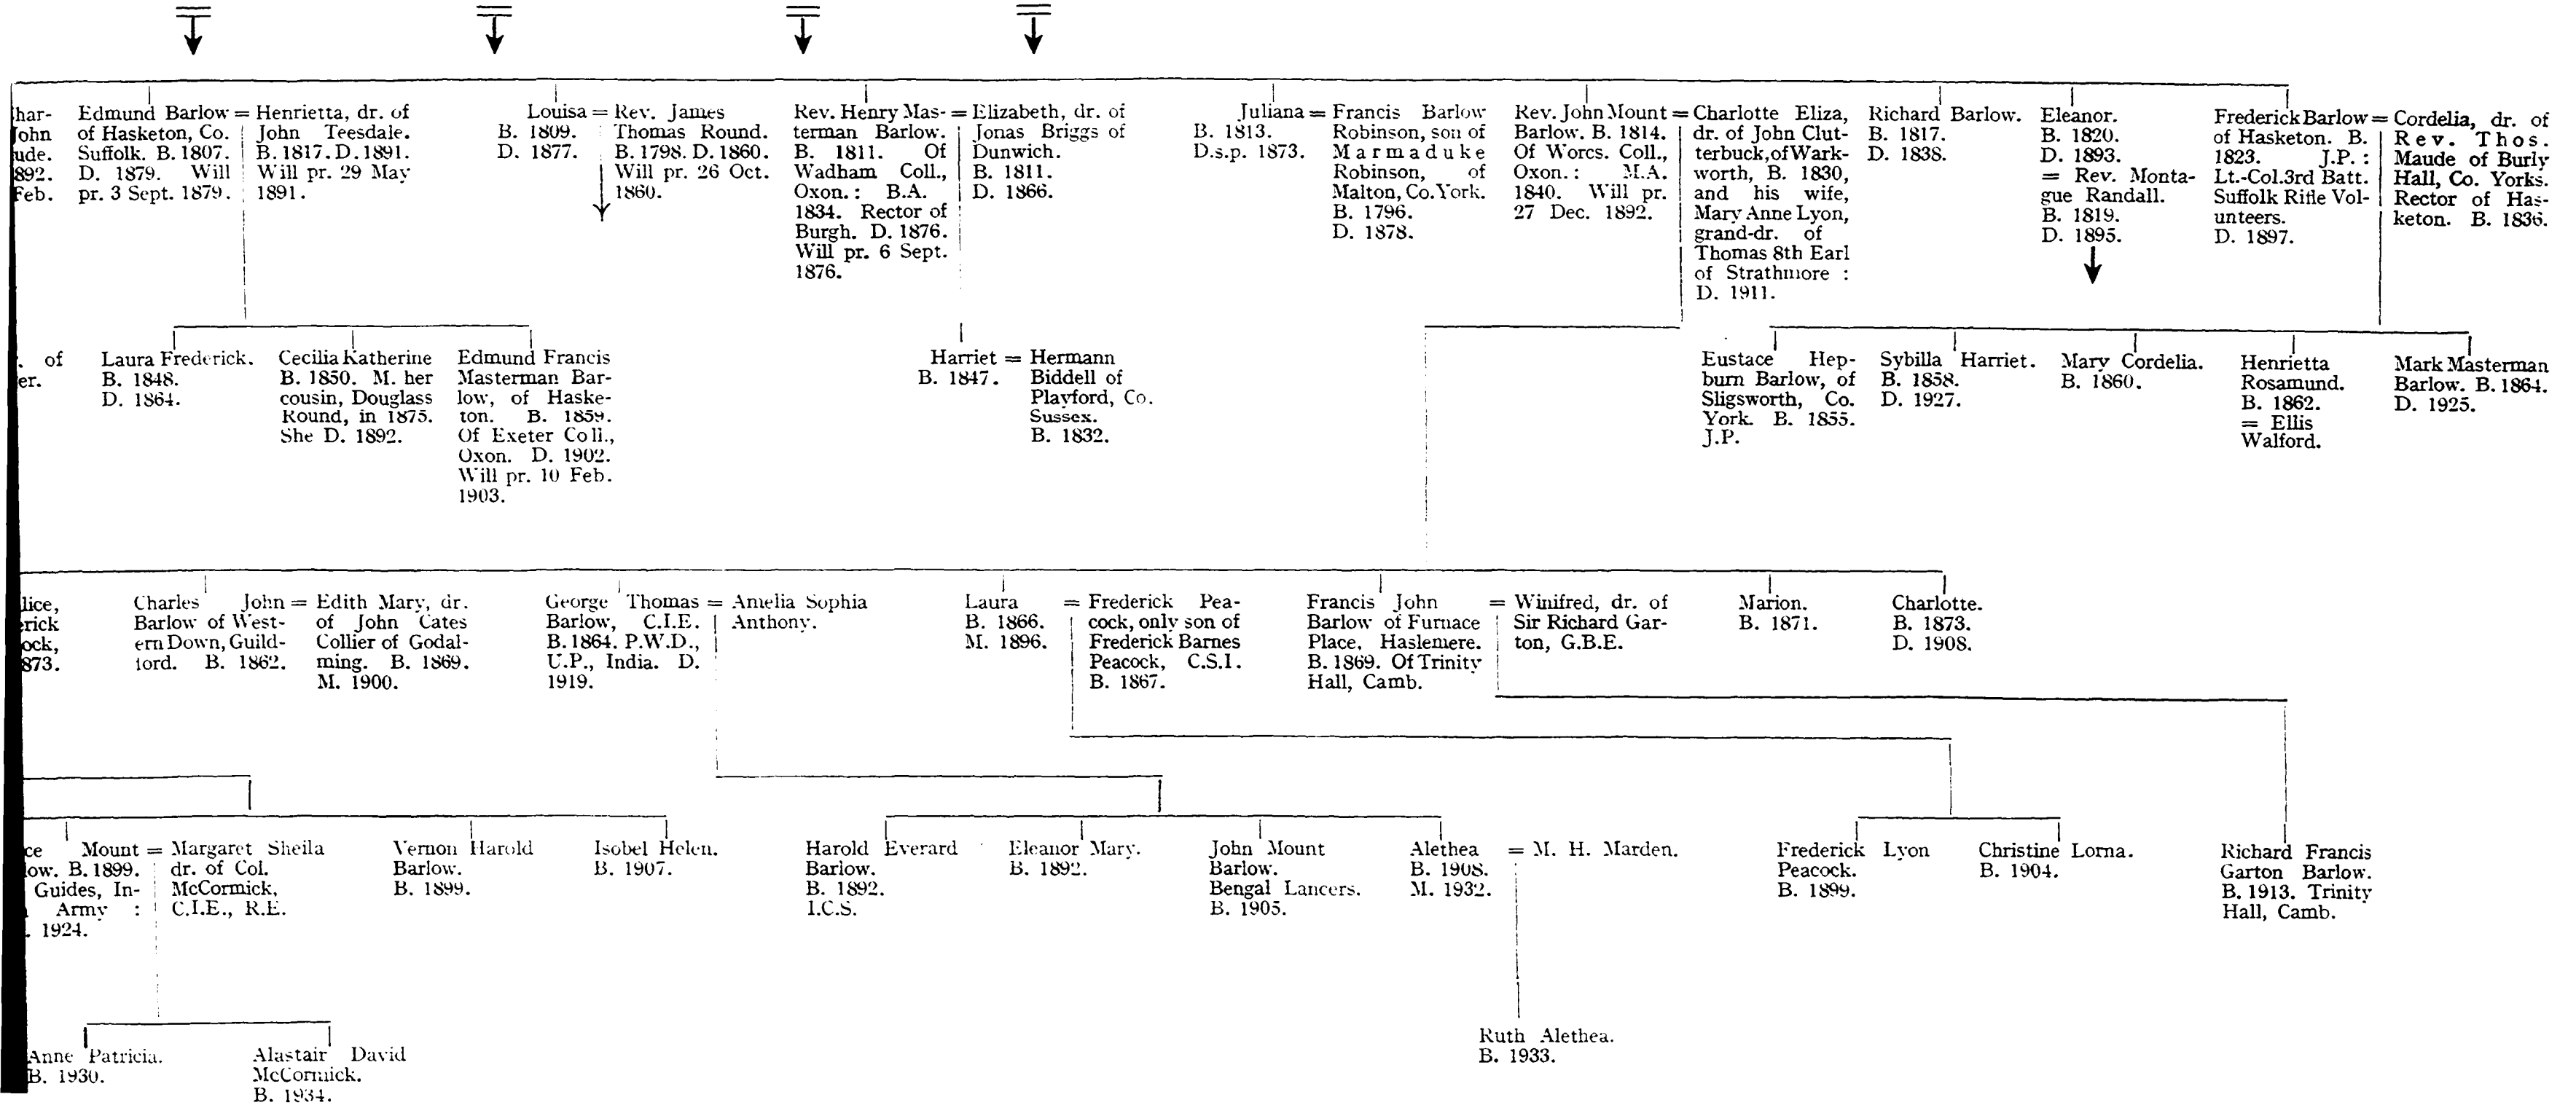 har-
John
ude.
892.
Feb.
Edmund Barlow =
of Hasketon, Co.
Suffolk. B. 1807.
D. 1879. Will
pr. 3 Sept. 1879.
Henrietta, dr. of
John Teesdale.
B. 1817. D. 1891.
Will pr. 29 May
1891.
Louisa =
B. 1809.
D. 1877.
Rev. James
Thomas Round.
B. 1798. D. 1860.
Will pr. 26 Oct.
1860.
Rev. Henry Mas- =
terman Barlow.
B. 1811. Of
Wadham Coll.,
Oxon.: B.A.
1834. Rector of
Burgh. D. 1876.
Will pr. 6 Sept.
1876.
Elizabeth, dr. of
Jonas Briggs of
Dunwich.
B. 1811.
D. 1866.
Juliana =
B. 1813.
D.s.p. 1873.
Francis Barlow
Robinson, son of
Marmaduke
Robinson, of
Malton, Co. York.
B. 1796.
D. 1878.
Rev. John Mount =
Barlow. B. 1814.
Of Worcs. Coll.,
Oxon.: M.A.
1840. Will pr.
27 Dec. 1892.
Charlotte Eliza,
dr. of John Clut-
terbuck, of Wark-
worth, B. 1830,
and his wife,
Mary Anne Lyon,
grand-dr. of
Thomas 8th Earl
of Strathmore :
D. 1911.
Richard Barlow.
B. 1817.
D. 1838.
Eleanor.
B. 1820.
D. 1893.
= Rev. Monta-
gue Randall.
B. 1819.
D. 1895.
Frederick Barlow =
of Hasketon. B.
1823. J.P. :
Lt.-Col. 3rd Batt.
Suffolk Rifle Vol-
unteers.
D. 1897.
Cordelia, dr. of
Rev. Thos.
Maude of Burly
Hall, Co. Yorks.
Rector of Has-
keton. B. 1836.
. of
er.
Laura Frederick.
B. 1848.
D. 1864.
Cecilia Katherine
B. 1850. M. her
cousin, Douglass
Round, in 1875.
She D. 1892.
Edmund Francis
Masterman Bar-
low, of Haske-
ton. B. 1859.
Of Exeter Coll.,
Oxon. D. 1902.
Will pr. 10 Feb.
1903.
Harriet =
B. 1847.
Hermann
Biddell of
Playford, Co.
Sussex.
B. 1832.
Eustace Hep-
burn Barlow, of
Sligsworth, Co.
York. B. 1855.
J.P.
Sybilla Harriet.
B. 1858.
D. 1927.
Mary Cordelia.
B. 1860.
Henrietta
Rosamund.
B. 1862.
= Ellis
Walford.
Mark Masterman
Barlow. B. 1864.
D. 1925.
lice,
erick
ock,
873.
Charles John =
Barlow of West-
ern Down, Guild-
ford. B. 1862.
Edith Mary, dr.
of John Cates
Collier of Godal-
ming. B. 1869.
M. 1900.
George Thomas =
Barlow, C.I.E.
B. 1864. P.W.D.,
U.P., India. D.
1919.
Amelia Sophia
Anthony.
Laura =
B. 1866.
M. 1896.
Frederick Pea-
cock, only son of
Frederick Barnes
Peacock, C.S.I.
B. 1867.
Francis John =
Barlow of Furnace
Place, Haslemere.
B. 1869. Of Trinity
Hall, Camb.
Winifred, dr. of
Sir Richard Gar-
ton, G.B.E.
Marion.
B. 1871.
Charlotte.
B. 1873.
D. 1908.
ce Mount =
ow. B. 1899.
Guides, In-
Army :
. 1924.
Margaret Sheila
dr. of Col.
McCormick,
C.I.E., R.E.
Vernon Harold
Barlow.
B. 1899.
Isobel Helen.
B. 1907.
Harold Everard
Barlow.
B. 1892.
I.C.S.
Eleanor Mary.
B. 1892.
John Mount
Barlow.
Bengal Lancers.
B. 1905.
Alethea =
B. 1908.
M. 1932.
M. H. Marden.
Frederick Lyon
Peacock.
B. 1899.
Christine Lorna.
B. 1904.
Richard Francis
Garton Barlow.
B. 1913. Trinity
Hall, Camb.
Anne Patricia.
B. 1930.
Alastair David
McCormick.
B. 1934.
Ruth Alethea.
B. 1933.